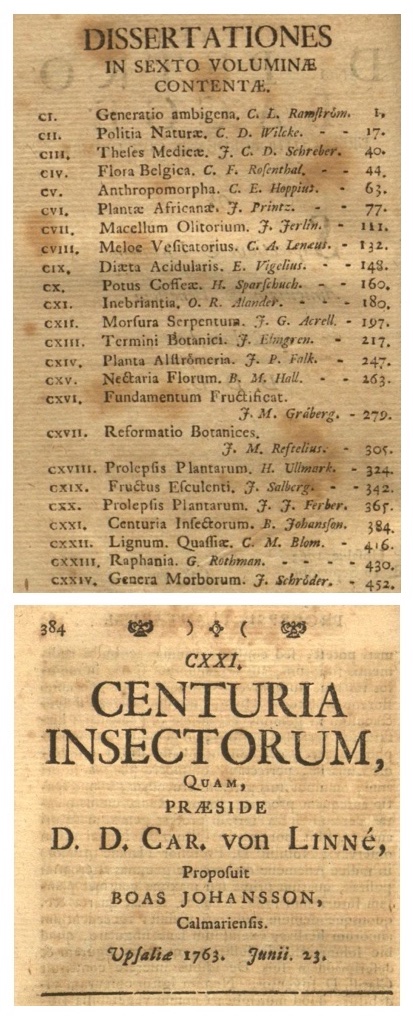 DISSERTATIONES
IN SEXTO VOLUMINÆ
CONTENTÆ.
CI. Generatio ambigena. C. L. Ramström. 1.
CII. Politia Naturæ. C. D. Wilcke. - - 17.
CIII. Theses Medicæ. J. C. D. Schreber. 40.
CIV. Flora Belgica. C. F. Rosenthal. - - 44.
CV. Anthropomorpha. C. E. Hoppius. - 63.
CVI. Plantæ Africanæ. J. Printz. - - 77.
CVII. Macellum Olitorium. J. Jerlin. - 111.
CVIII. Meloe Vesicatorius. C. A. Lenæus. - 132.
CIX. Diæta Acidularis. E. Vigelius. - - 148.
CX. Potus Coffeæ. H. Sparschuch. - - 160.
CXI. Inebriantia. O. R. Alander. - - - 180.
CXII. Morsura Serpentum. J. G. Acrell. - 197.
CXIII. Termini Botanici. J. Elmgren. - 217.
CXIV. Planta Alströmeria. J. P. Falk. - 247.
CXV. Nectaria Florum. B. M. Hall. - - 263.
CXVI. Fundamentum Fructificat.
J. M. Gråberg. - 279.
CXVII. Reformatio Botanices.
J. M. Reftelius. - 305.
CXVIII. Prolepsis Plantarum. H. Ullmark. - 324.
CXIX. Fructus Esculenti. J. Salberg. - - 342.
CXX. Prolepsis Plantarum. J. J. Ferber. 365.
CXXI. Centuria Insectorum. B. Johanson. 384.
CXXII. Lignum. Quassiæ. C. M. Blom. - 416.
CXXIII. Raphania. G. Rothman. - - - - 430.
CXXIV. Genera Morborum. J. Schröder. - 452.
384 ) ( 
CXXI.
CENTURIA
INSECTORUM,
QUAM,
PRÆSIDE
D. D. CAR. von LINNé,
Proposuit
BOAS JOHANSSON,
Calmariensis.
Upsaliæ 1763. Junii. 23.